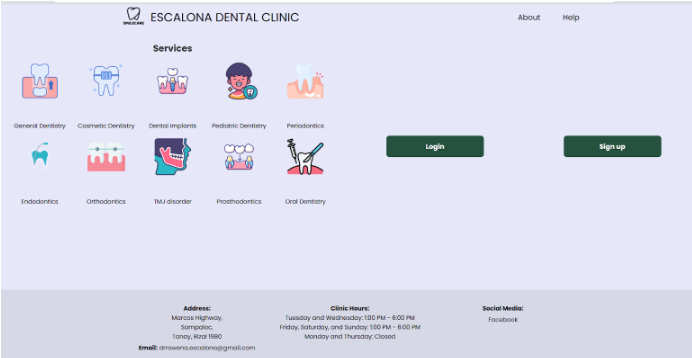 SMILECARE
ESCALONA DENTAL CLINIC
About
Help
Services
General Dentistry
Cosmetic Dentistry
Dental Implants
Pediatric Dentistry
Periodontics
Endodontics
Orthodontics
TMJ disorder
Prosthodontics
Oral Dentistry
Login
Sign up
Address:
Marcos Highway,
Sampaloc,
Tanay, Rizal 1980
Email: drrowena.escalona@gmail.com
Clinic Hours:
Tuesday and Wednesday: 1:00 PM - 6:00 PM
Friday, Saturday, and Sunday: 1:00 PM - 6:00 PM
Monday and Thursday: Closed
Social Media:
Facebook